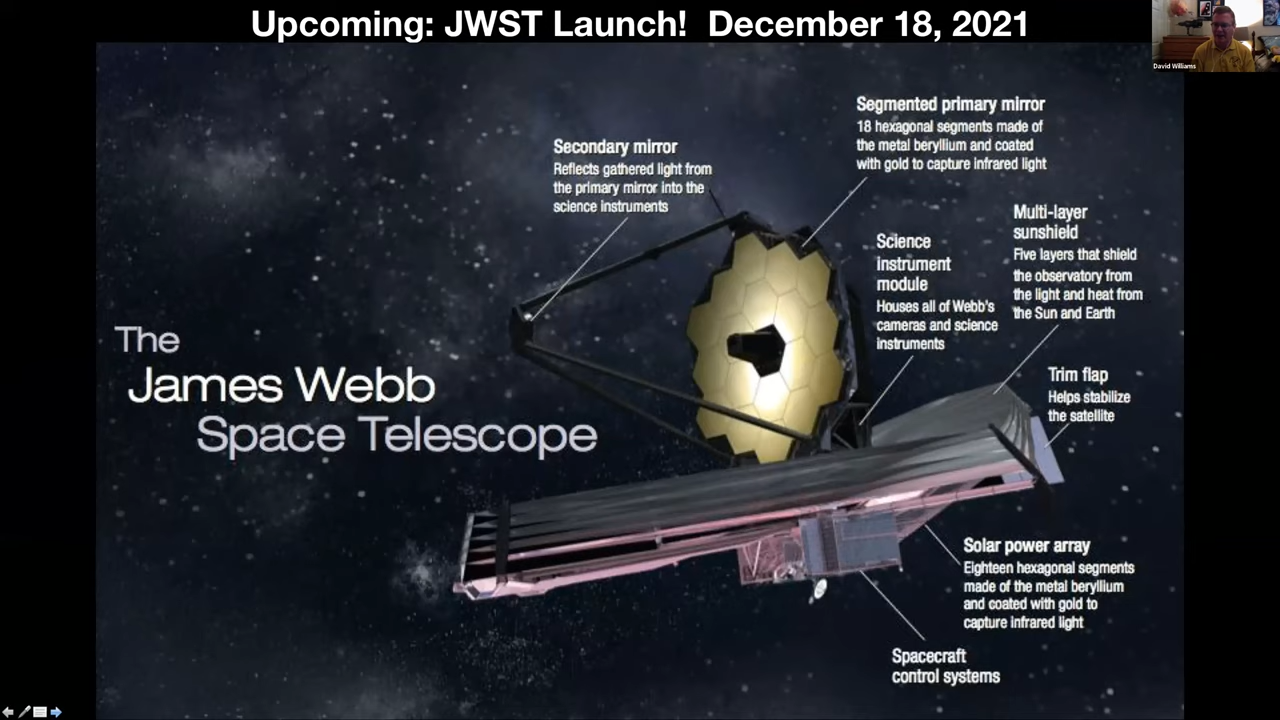 Upcoming: JWST Launch!  December 18, 2021
David Williams
Segmented primary mirror
18 hexagonal segments made of
the metal beryllium and coated
with gold to capture infrared light
Secondary mirror
Reflects gathered light from
the primary mirror into the
science instruments
Multi-layer
sunshield
Five layers that shield
the observatory from
the light and heat from
the Sun and Earth
Science
instrument
module
Houses all of Webb's
cameras and science
instruments
The
James Webb
Space Telescope
Trim flap
Helps stabilize
the satellite
Solar power array
Eighteen hexagonal segments
made of the metal beryllium
and coated with gold to
capture infrared light
Spacecraft
control systems